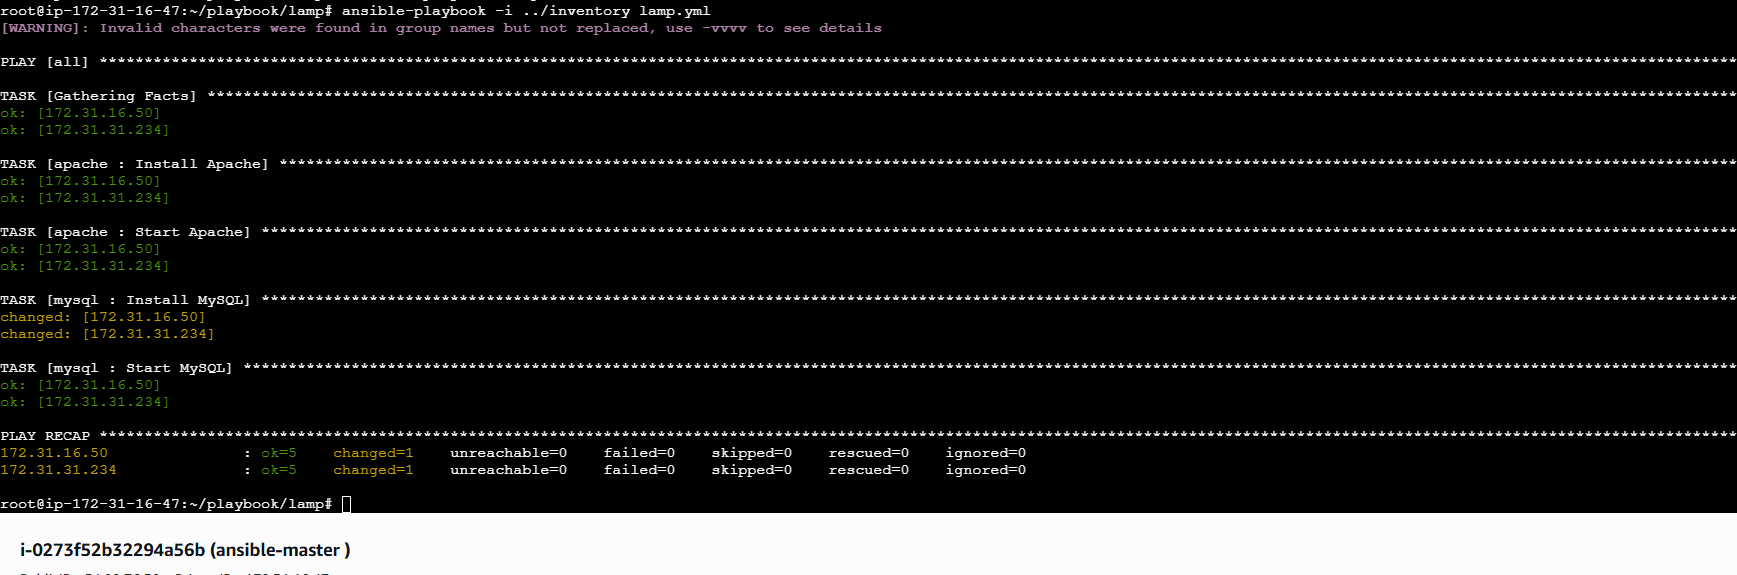 root@ip-172-31-16-47:~/playbook/lamp# ansible-playbook -i ../inventory lamp.yml
[WARNING]: Invalid characters were found in group names but not replaced, use -vvvv to see details
PLAY [all] ****************************************************************************************************
TASK [Gathering Facts] ****************************************************************************************************
ok: [172.31.16.50]
ok: [172.31.31.234]
TASK [apache : Install Apache] ****************************************************************************************************
ok: [172.31.16.50]
ok: [172.31.31.234]
TASK [apache : Start Apache] ****************************************************************************************************
ok: [172.31.16.50]
ok: [172.31.31.234]
TASK [mysql : Install MySQL] ****************************************************************************************************
changed: [172.31.16.50]
changed: [172.31.31.234]
TASK [mysql : Start MySQL] ****************************************************************************************************
ok: [172.31.16.50]
ok: [172.31.31.234]
PLAY RECAP ****************************************************************************************************
172.31.16.50 : ok=5 changed=1 unreachable=0 failed=0 skipped=0 rescued=0 ignored=0
172.31.31.234 : ok=5 changed=1 unreachable=0 failed=0 skipped=0 rescued=0 ignored=0
root@ip-172-31-16-47:~/playbook/lamp#
i-0273f52b32294a56b (ansible-master )